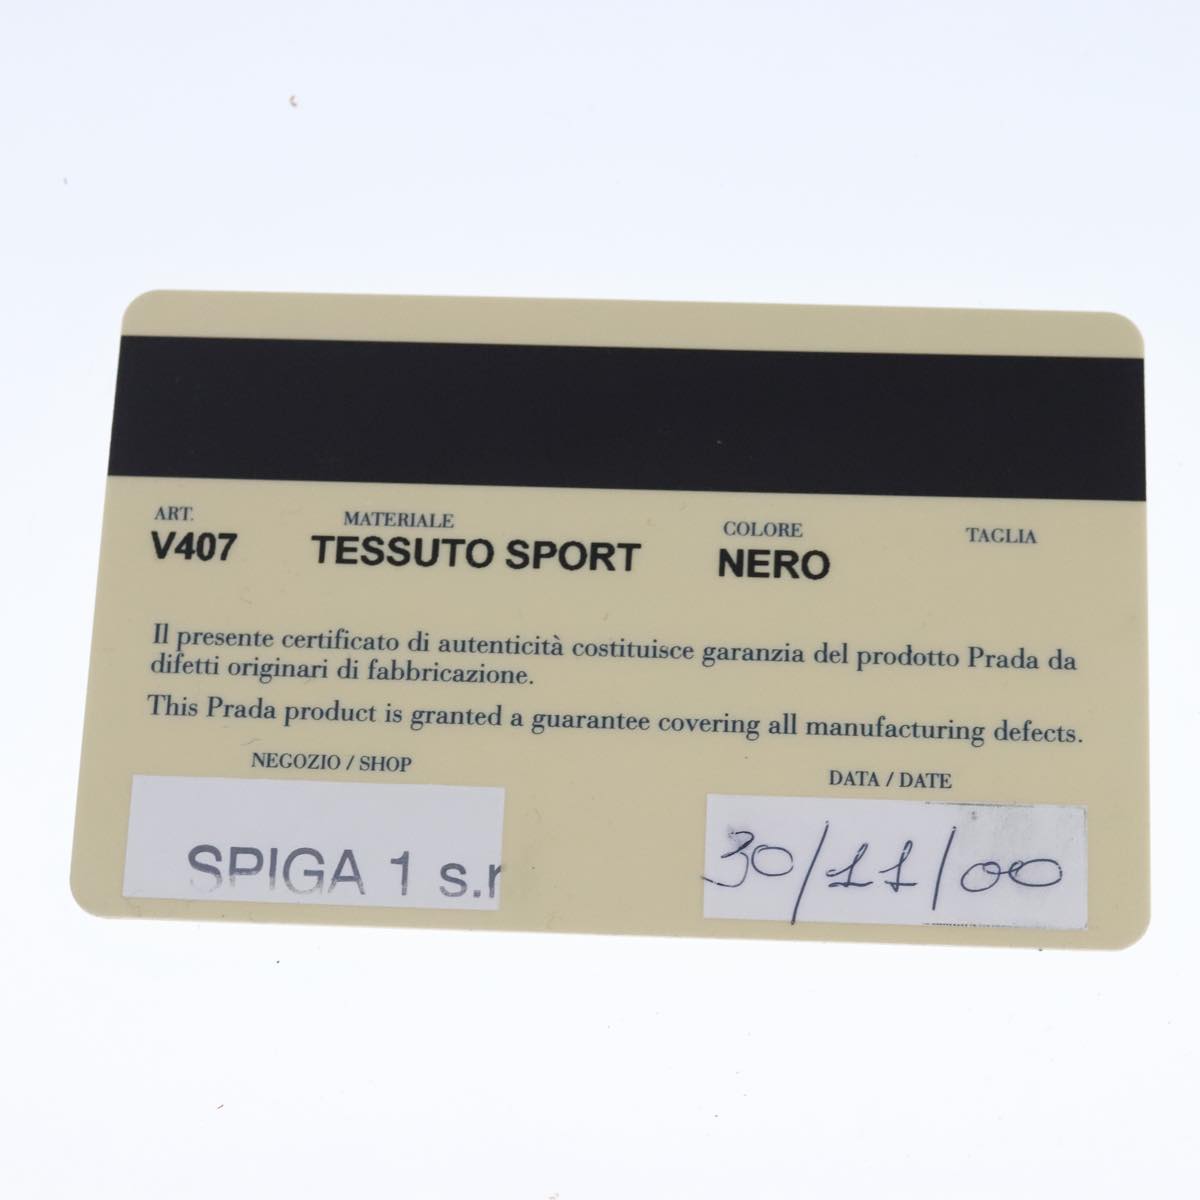 ART. MATERIALE COLORE TAGLIA
V407 TESSUTO SPORT NERO
Il presente certificato di autenticità costituisce garanzia del prodotto Prada da
difetti originari di fabbricazione.
This Prada product is granted a guarantee covering all manufacturing defects.
NEGOZIO / SHOP DATA / DATE
SPIGA 1 s.r 30/11/00